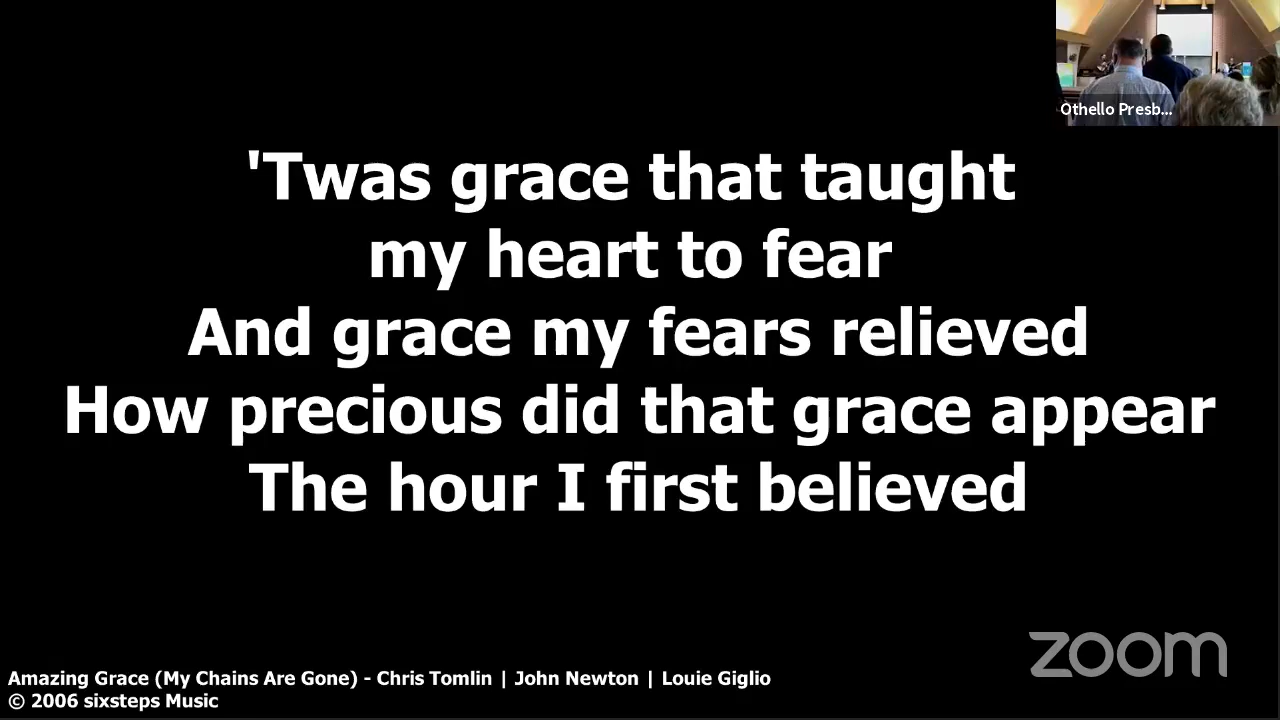 Othello Presb...
'Twas grace that taught
my heart to fear
And grace my fears relieved
How precious did that grace appear
The hour I first believed
zoom
Amazing Grace (My Chains Are Gone) - Chris Tomlin | John Newton | Louie Giglio
© 2006 sixsteps Music